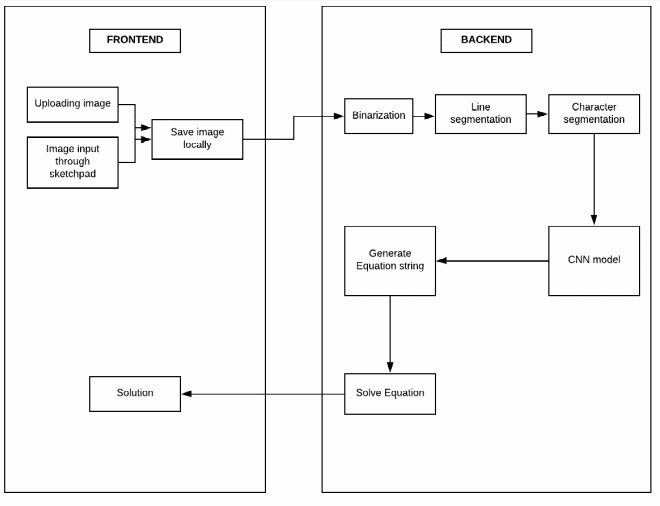 FRONTEND
BACKEND
Uploading image
Image input
through
sketchpad
Save image
locally
Binarization
Line
segmentation
Character
segmentation
CNN model
Generate
Equation string
Solve Equation
Solution